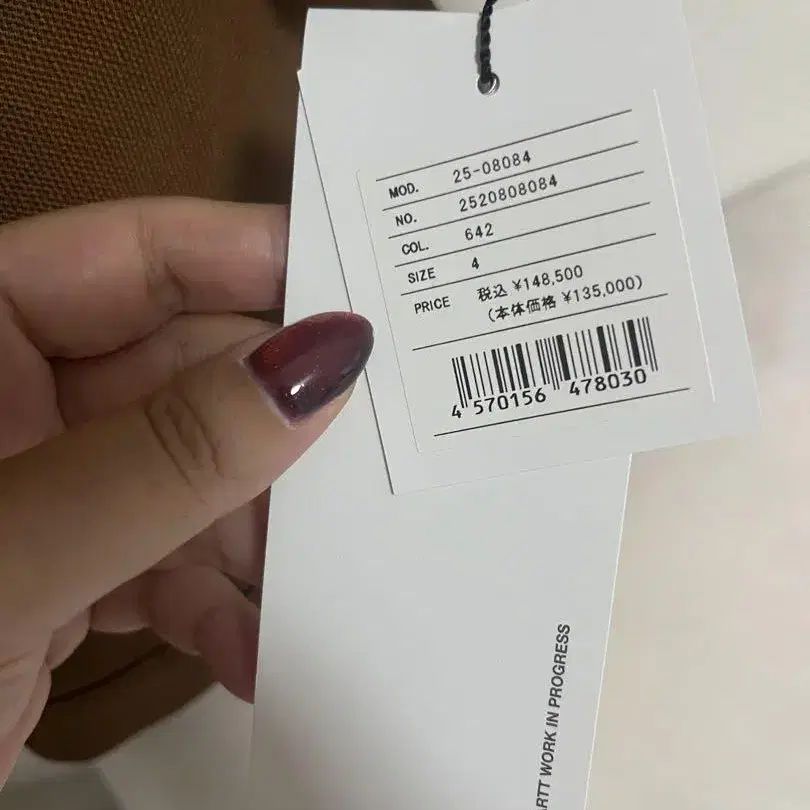 MOD. 25-08084
NO. 2520808084
COL. 642
SIZE 4
PRICE 税込 ¥148,500
(本体価格 ¥135,000)
4 570156 478030
ARTT WORK IN PROGRESS